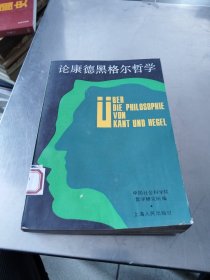 论康德黑格尔哲学
ÜBER
DIE PHILOSOPHIE
VON
KANT UND HEGEL
中国社会科学院
哲学研究所编
上海人民出版社